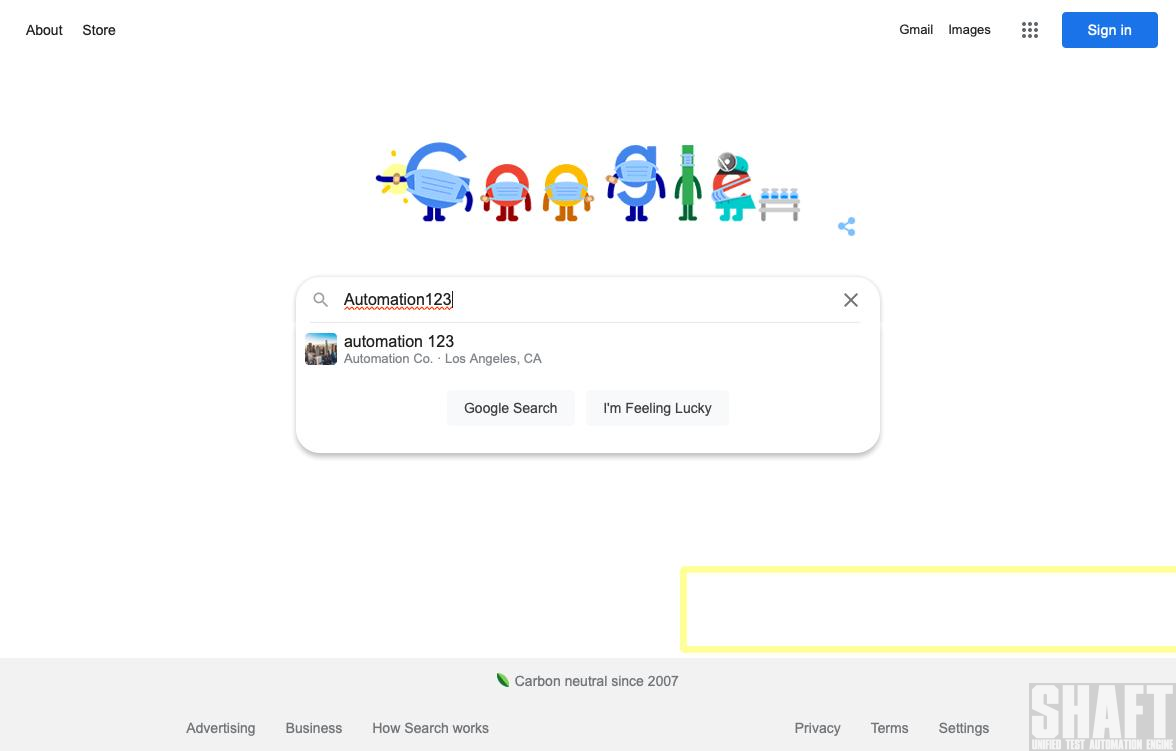 About Store
Gmail Images Sign in
Google
Automation123
automation 123
Automation Co. · Los Angeles, CA
Google Search I'm Feeling Lucky
Carbon neutral since 2007
Advertising Business How Search works Privacy Terms Settings
SHAFT
UNIFIED TEST AUTOMATION ENGINE